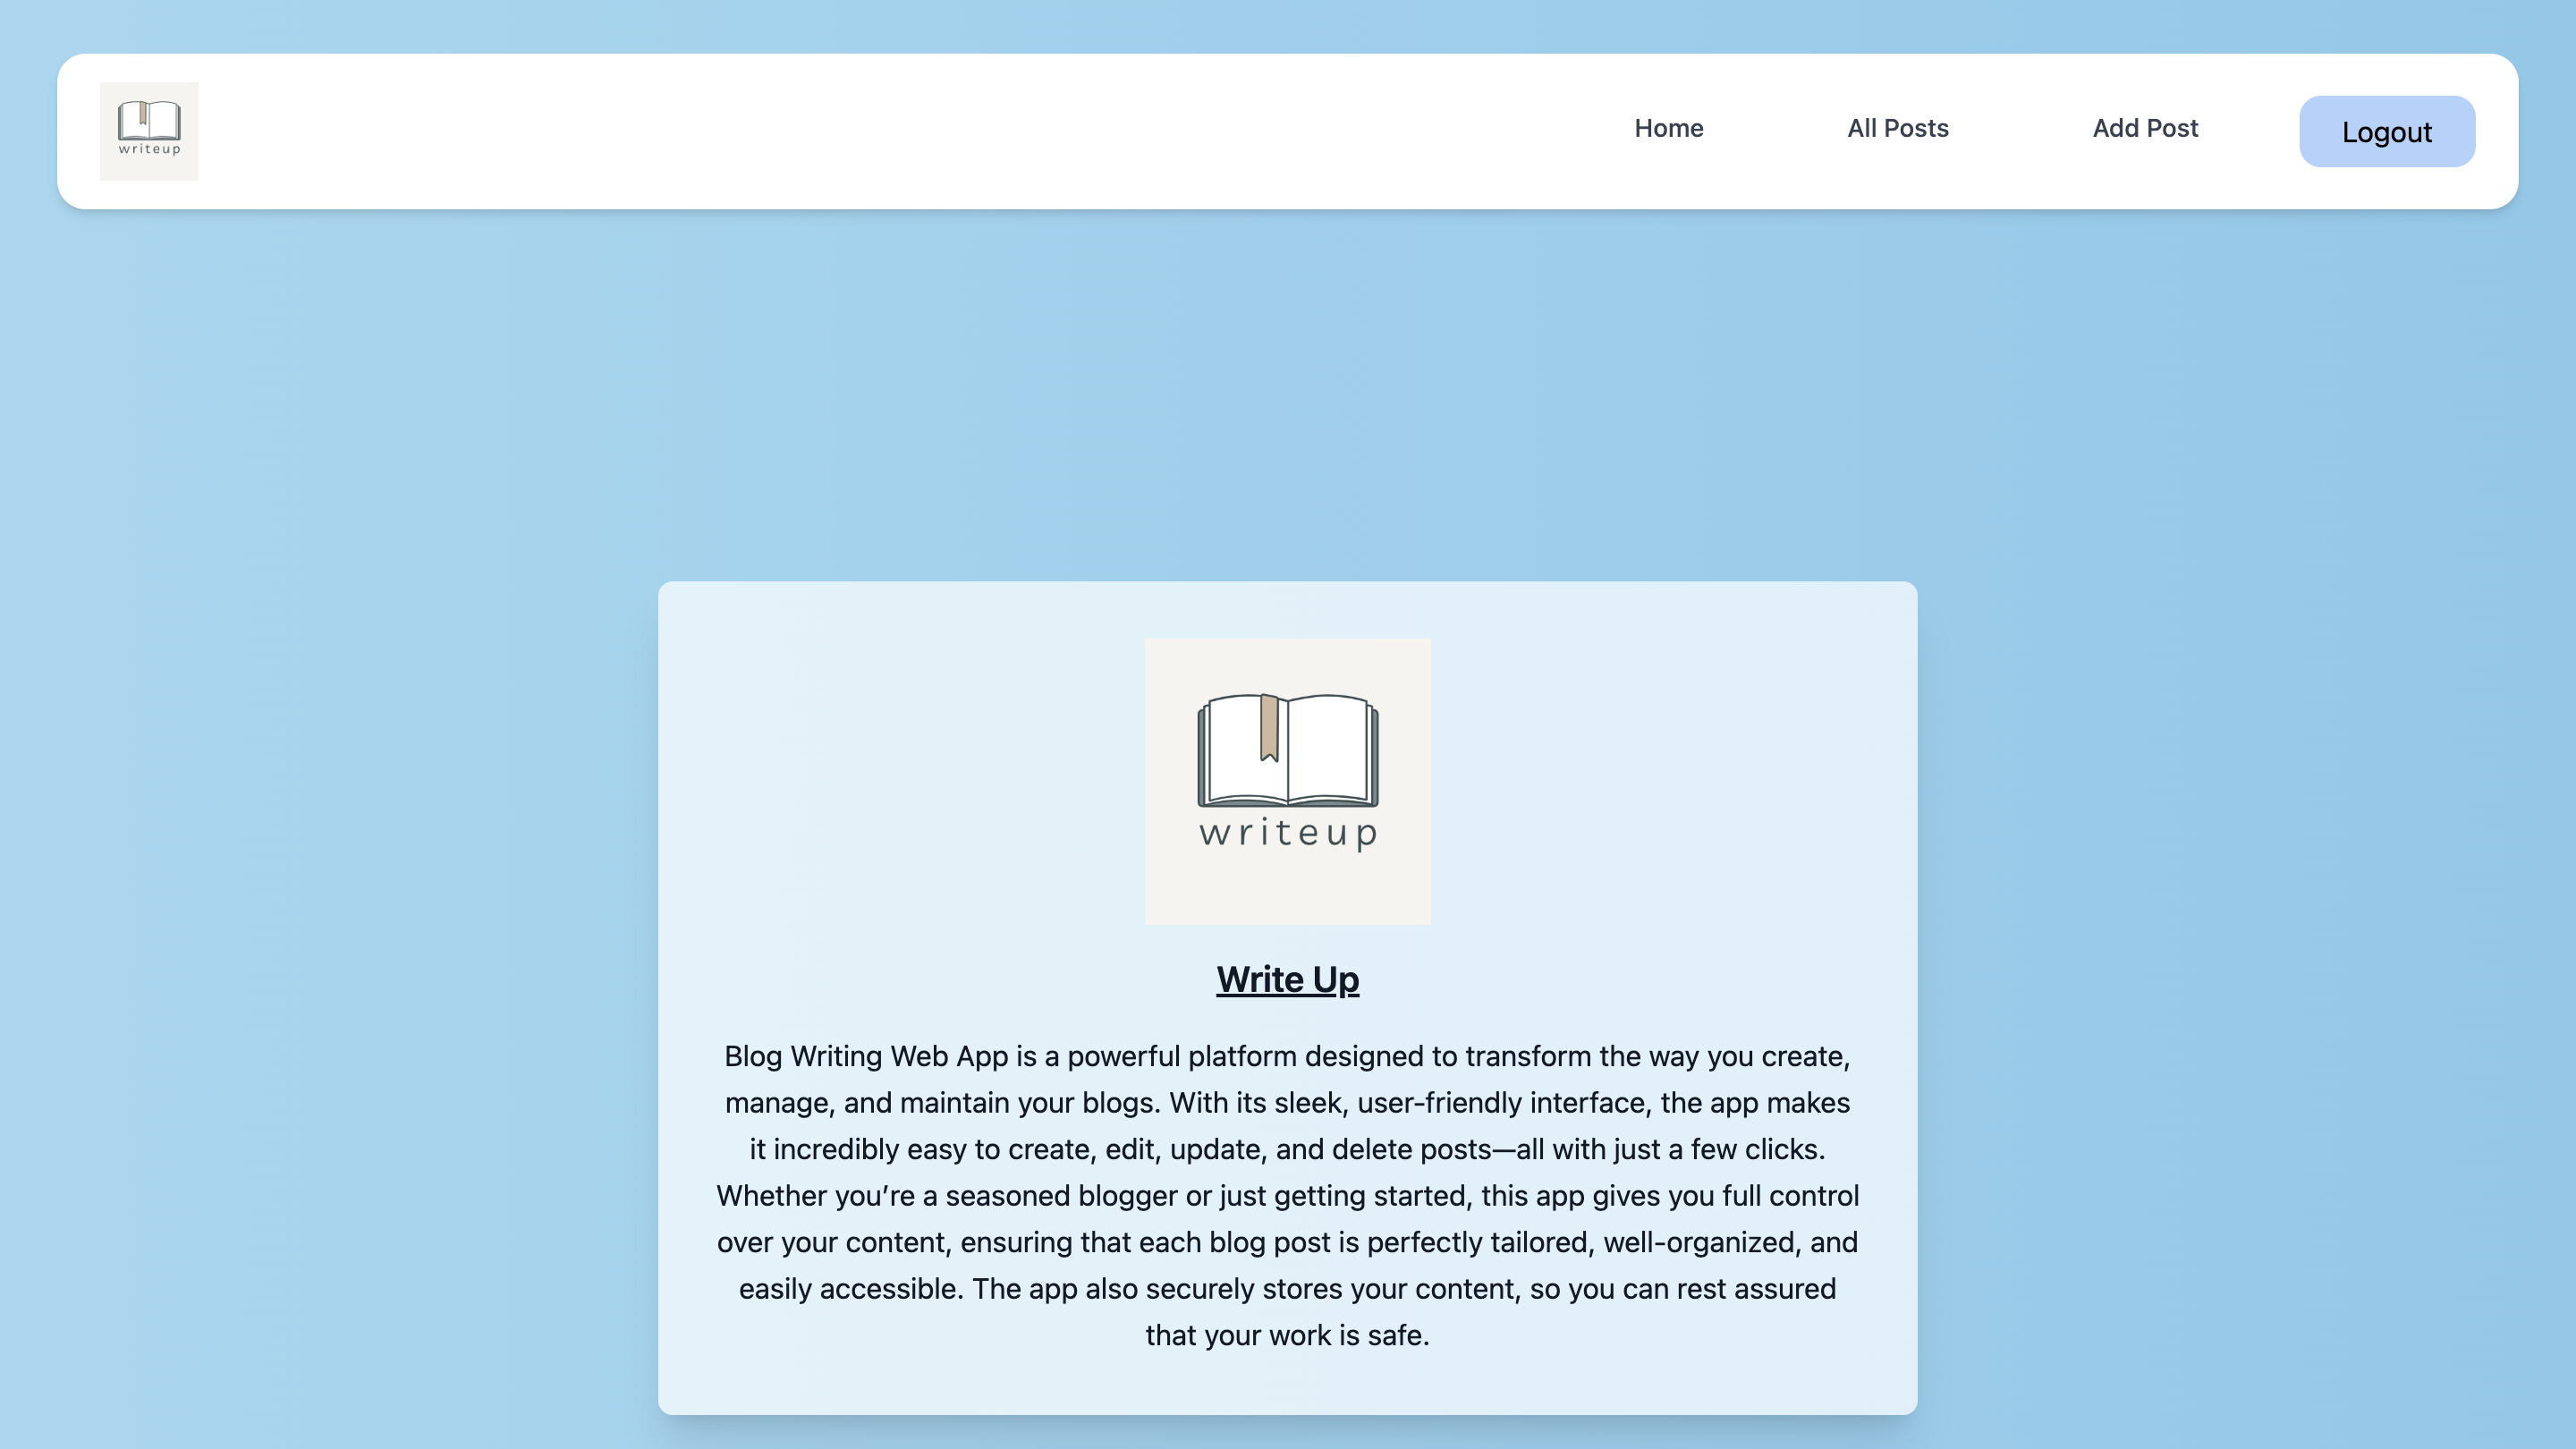 writeup
Home
All Posts
Add Post
Logout
writeup
Write Up
Blog Writing Web App is a powerful platform designed to transform the way you create,
manage, and maintain your blogs. With its sleek, user-friendly interface, the app makes
it incredibly easy to create, edit, update, and delete posts—all with just a few clicks.
Whether you’re a seasoned blogger or just getting started, this app gives you full control
over your content, ensuring that each blog post is perfectly tailored, well-organized, and
easily accessible. The app also securely stores your content, so you can rest assured
that your work is safe.